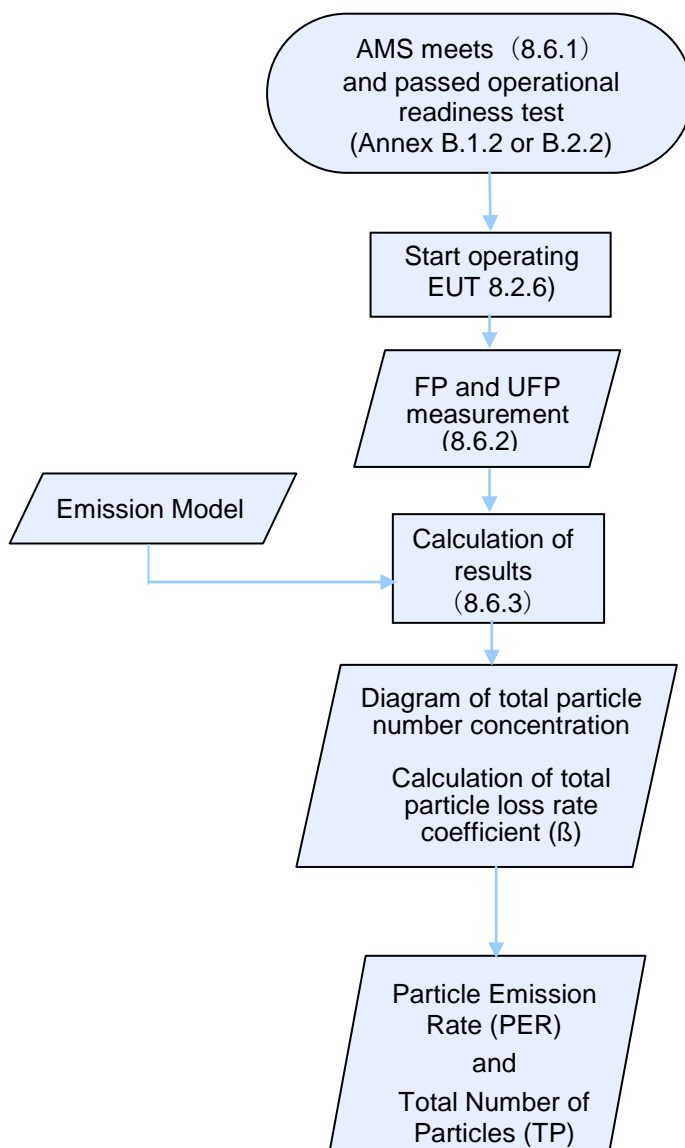 AMS meets（8.6.1）
and passed operational
readiness test
(Annex B.1.2 or B.2.2)
Start operating
EUT 8.2.6)
FP and UFP
measurement
(8.6.2)
Emission Model
Calculation of
results
（8.6.3）
Diagram of total particle
number concentration
Calculation of total
particle loss rate
coefficient (ß)
Particle Emission
Rate (PER)
and
Total Number of
Particles (TP)